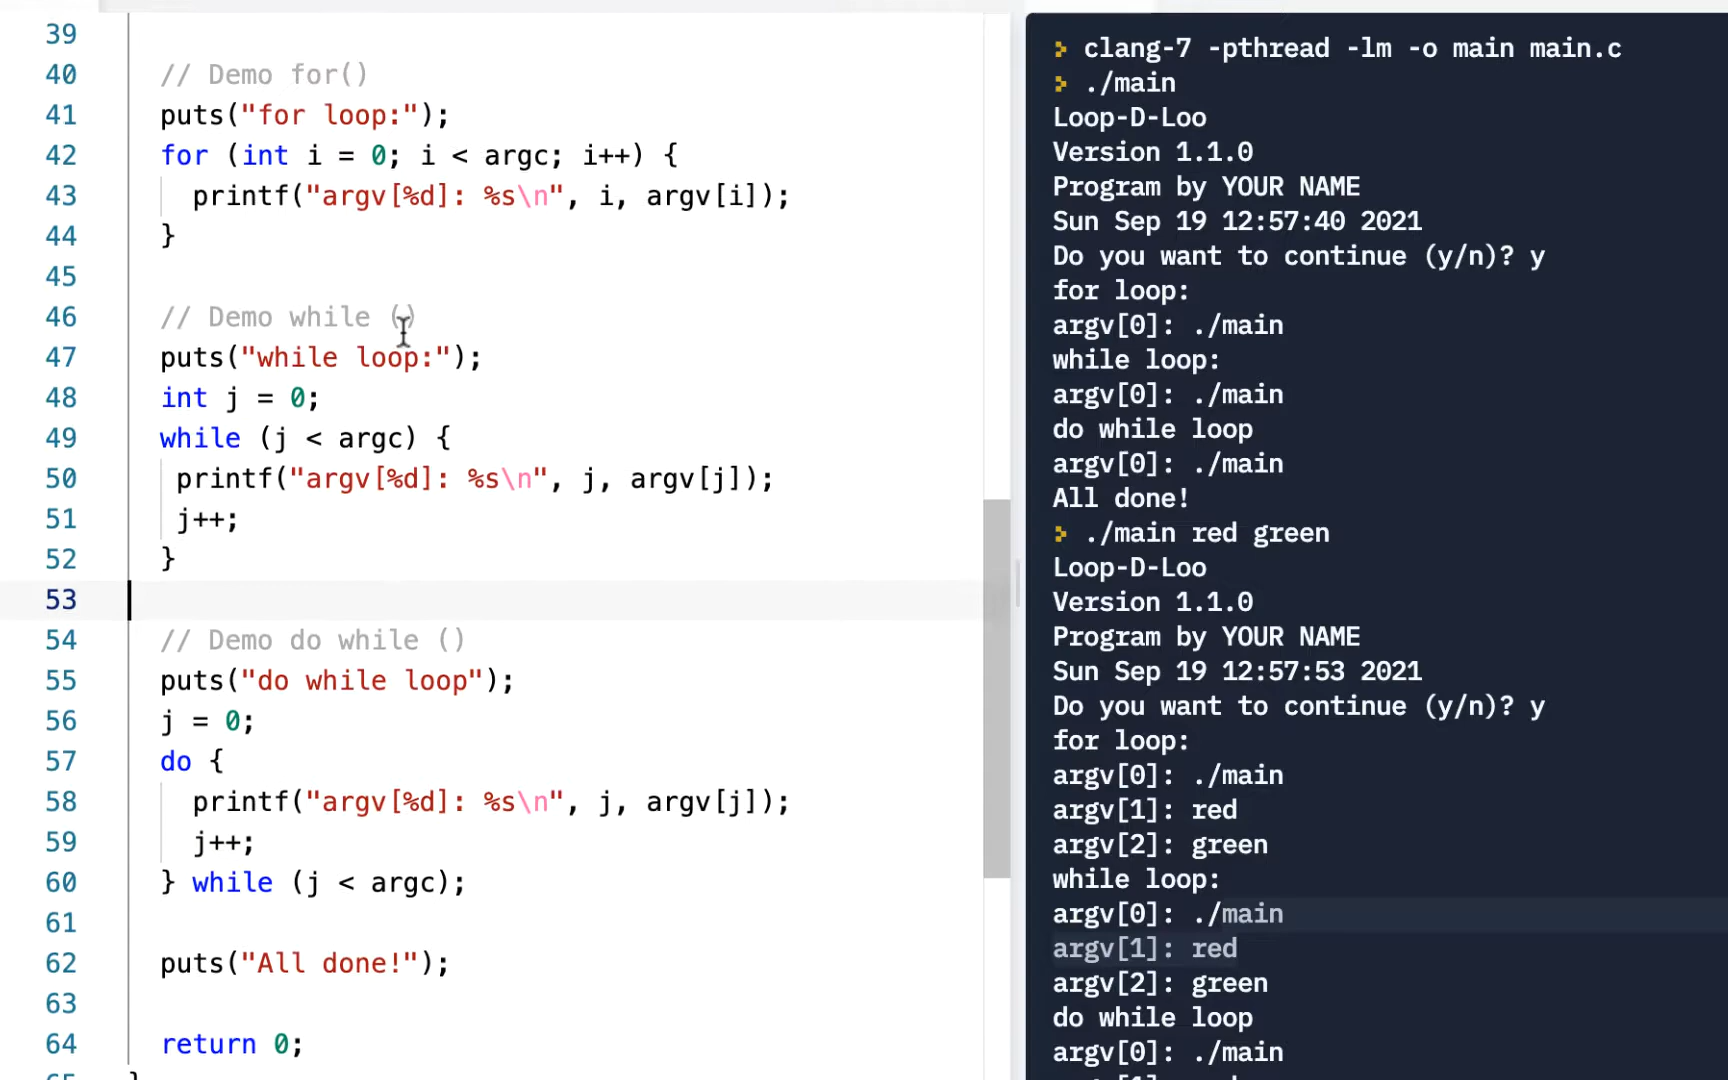 39
40 // Demo for()
41 puts("for loop:");
42 for (int i = 0; i < argc; i++) {
43 printf("argv[%d]: %s\n", i, argv[i]);
44 }
45
46 // Demo while ()
47 puts("while loop:");
48 int j = 0;
49 while (j < argc) {
50 printf("argv[%d]: %s\n", j, argv[j]);
51 j++;
52 }
53
54 // Demo do while ()
55 puts("do while loop");
56 j = 0;
57 do {
58 printf("argv[%d]: %s\n", j, argv[j]);
59 j++;
60 } while (j < argc);
61
62 puts("All done!");
63
64 return 0;
> clang-7 -pthread -lm -o main main.c
> ./main
Loop-D-Loo
Version 1.1.0
Program by YOUR NAME
Sun Sep 19 12:57:40 2021
Do you want to continue (y/n)? y
for loop:
argv[0]: ./main
while loop:
argv[0]: ./main
do while loop
argv[0]: ./main
All done!
> ./main red green
Loop-D-Loo
Version 1.1.0
Program by YOUR NAME
Sun Sep 19 12:57:53 2021
Do you want to continue (y/n)? y
for loop:
argv[0]: ./main
argv[1]: red
argv[2]: green
while loop:
argv[0]: ./main
argv[1]: red
argv[2]: green
do while loop
argv[0]: ./main